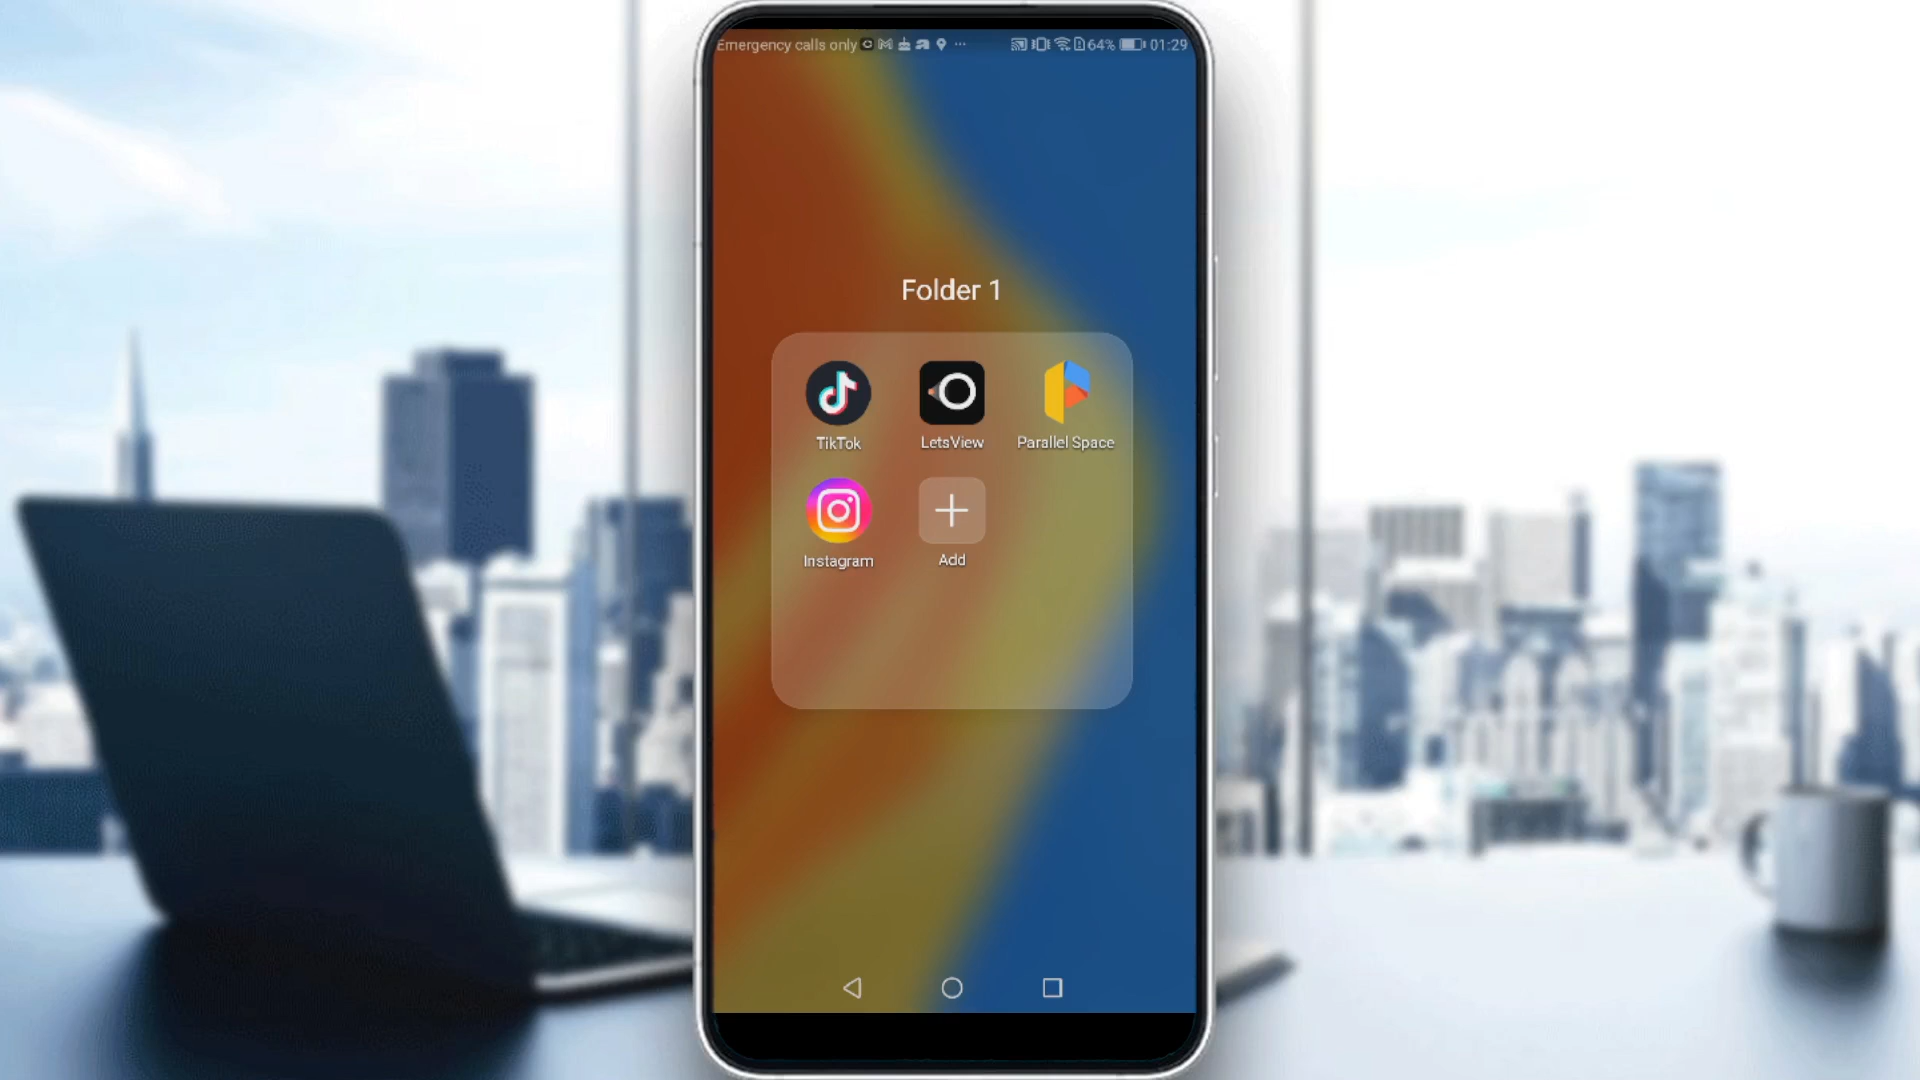 Emergency calls only 64% 01:29
Folder 1
TikTok LetsView Parallel Space
Instagram Add